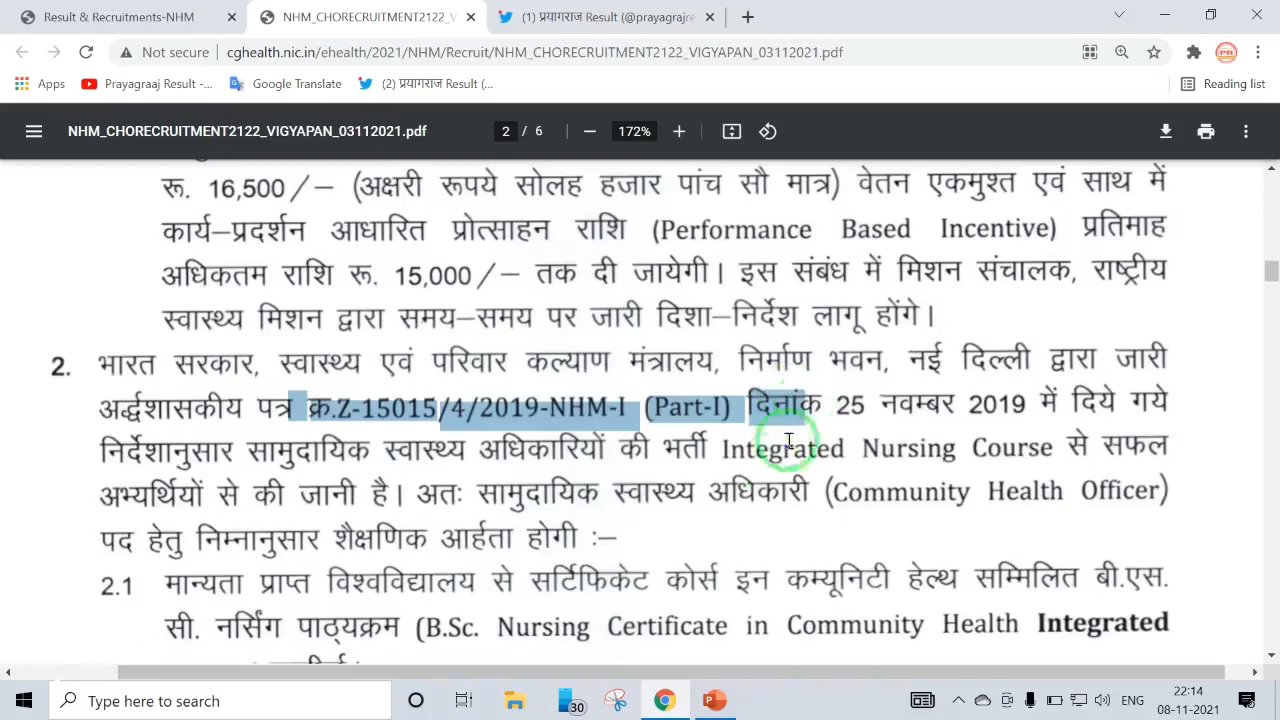 Result & Recruitments-NHM
NHM_CHORECRUITMENT2122_V
(1) प्रयागराज Result (@prayagrajre
Not secure
cghealth.nic.in/ehealth/2021/NHM/Recruit/NHM_CHORECRUITMENT2122_VIGYAPAN_03112021.pdf
PR
Apps
Prayagraaj Result -...
Google Translate
(2) प्रयागराज Result (...
Reading list
NHM_CHORECRUITMENT2122_VIGYAPAN_03112021.pdf
2 / 6
172%
रू. 16,500/– (अक्षरी रूपये सोलह हजार पांच सौ मात्र) वेतन एकमुश्त एवं साथ में
कार्य–प्रदर्शन आधारित प्रोत्साहन राशि (Performance Based Incentive) प्रतिमाह
अधिकतम राशि रू. 15,000/– तक दी जायेगी। इस संबंध में मिशन संचालक, राष्ट्रीय
स्वास्थ्य मिशन द्वारा समय–समय पर जारी दिशा–निर्देश लागू होंगे।
2. भारत सरकार, स्वास्थ्य एवं परिवार कल्याण मंत्रालय, निर्माण भवन, नई दिल्ली द्वारा जारी
अर्द्धशासकीय पत्र क्र.Z-15015/4/2019-NHM-I (Part-I) दिनांक 25 नवम्बर 2019 में दिये गये
निर्देशानुसार सामुदायिक स्वास्थ्य अधिकारियों की भर्ती Integrated Nursing Course से सफल
अभ्यर्थियों से की जानी है। अतः सामुदायिक स्वास्थ्य अधिकारी (Community Health Officer)
पद हेतु निम्नानुसार शैक्षणिक आर्हता होगी :–
2.1 मान्यता प्राप्त विश्वविद्यालय से सर्टिफिकेट कोर्स इन कम्यूनिटी हेल्थ सम्मिलित बी.एस.
सी. नर्सिंग पाठ्यक्रम (B.Sc. Nursing Certificate in Community Health Integrated
Type here to search
30
ENG
22:14
08-11-2021